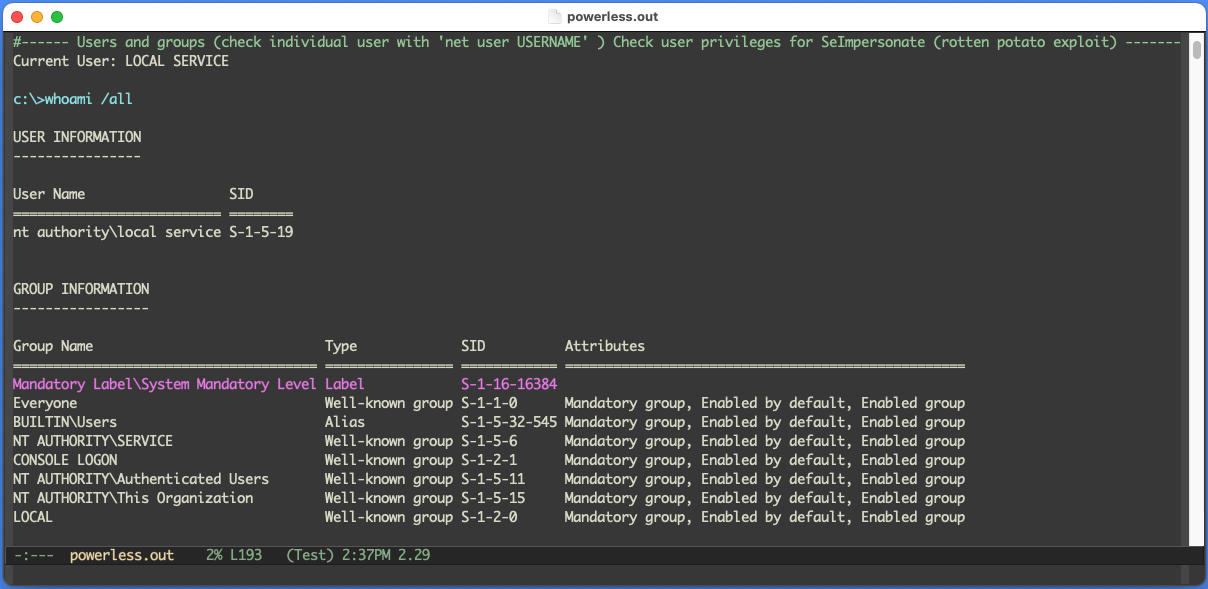 powerless.out
#------ Users and groups (check individual user with 'net user USERNAME' ) Check user privileges for SeImpersonate (rotten potato exploit) -------
Current User: LOCAL SERVICE
c:\>whoami /all
USER INFORMATION
----------------
User Name                  SID
========================== ========
nt authority\local service S-1-5-19
GROUP INFORMATION
-----------------
Group Name                             Type             SID          Attributes
====================================== ================ ============ ==================================================
Mandatory Label\System Mandatory Level Label            S-1-16-16384
Everyone                               Well-known group S-1-1-0      Mandatory group, Enabled by default, Enabled group
BUILTIN\Users                          Alias            S-1-5-32-545 Mandatory group, Enabled by default, Enabled group
NT AUTHORITY\SERVICE                   Well-known group S-1-5-6      Mandatory group, Enabled by default, Enabled group
CONSOLE LOGON                          Well-known group S-1-2-1      Mandatory group, Enabled by default, Enabled group
NT AUTHORITY\Authenticated Users       Well-known group S-1-5-11     Mandatory group, Enabled by default, Enabled group
NT AUTHORITY\This Organization         Well-known group S-1-5-15     Mandatory group, Enabled by default, Enabled group
LOCAL                                  Well-known group S-1-2-0      Mandatory group, Enabled by default, Enabled group
-:---  powerless.out    2% L193   (Test) 2:37PM 2.29